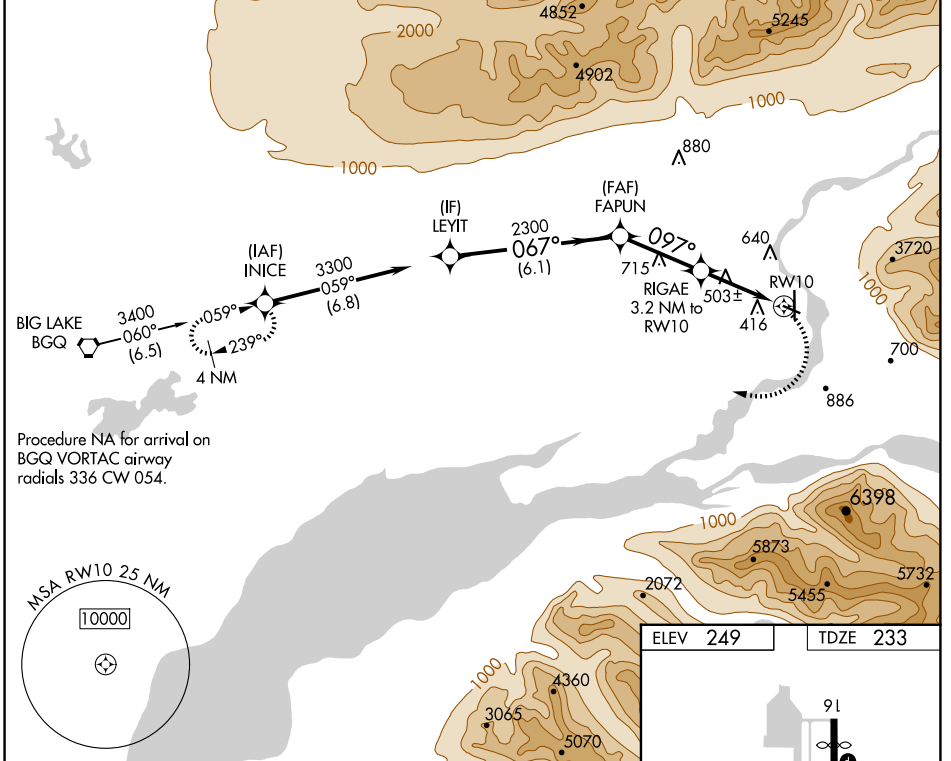 4852
5245
2000
4902
1000
1000
880
(FAF)
FAPUN
(IF)
LEYIT
2300
067°
(6.1)
097°
640
715
(IAF)
INICE
3300
059°
(6.8)
3720
1000
RIGAE
3.2 NM to
RW10
503±
RW10
416
BIG LAKE
BGQ
3400
060°
(6.5)
059°
239°
4 NM
700
886
Procedure NA for arrival on
BGQ VORTAC airway
radials 336 CW 054.
6398
1000
5873
5455
5732
2072
MSA RW10 25 NM
10000
ELEV 249
TDZE 233
1000
4360
3065
5070
16